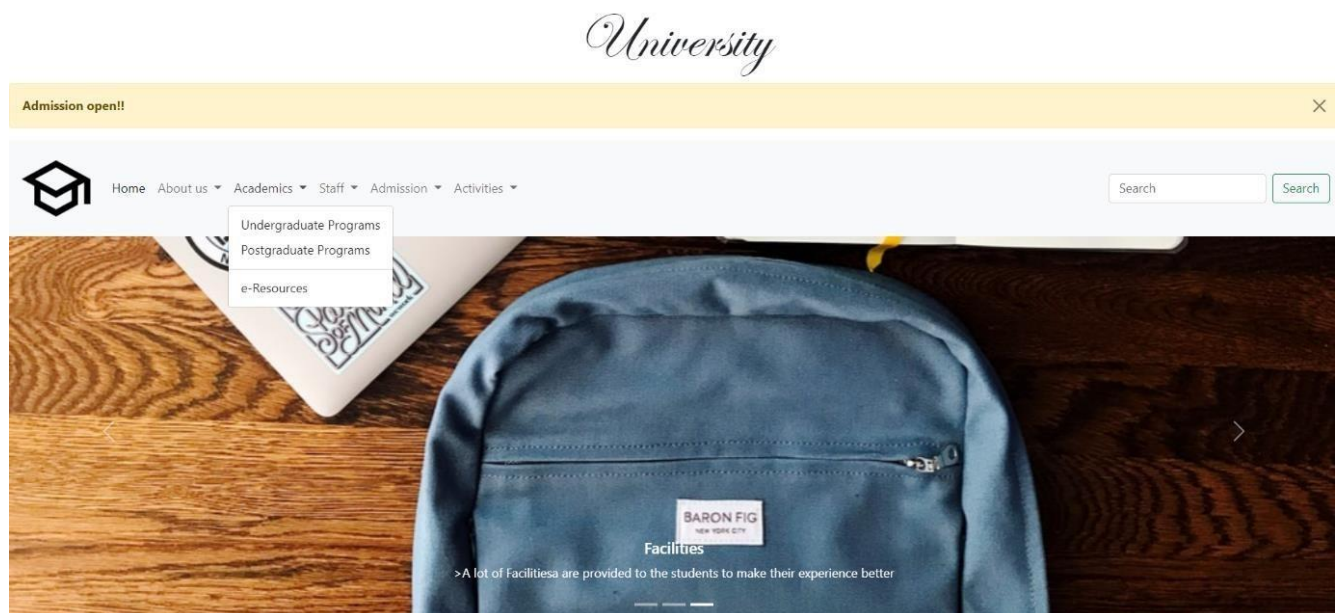 University
Admission open!!
Home About us Academics Staff Admission Activities
Search Search
Undergraduate Programs
Postgraduate Programs
e-Resources
BARON FIG
NEW YORK CITY
Facilities
>A lot of Facilitiesa are provided to the students to make their experience better